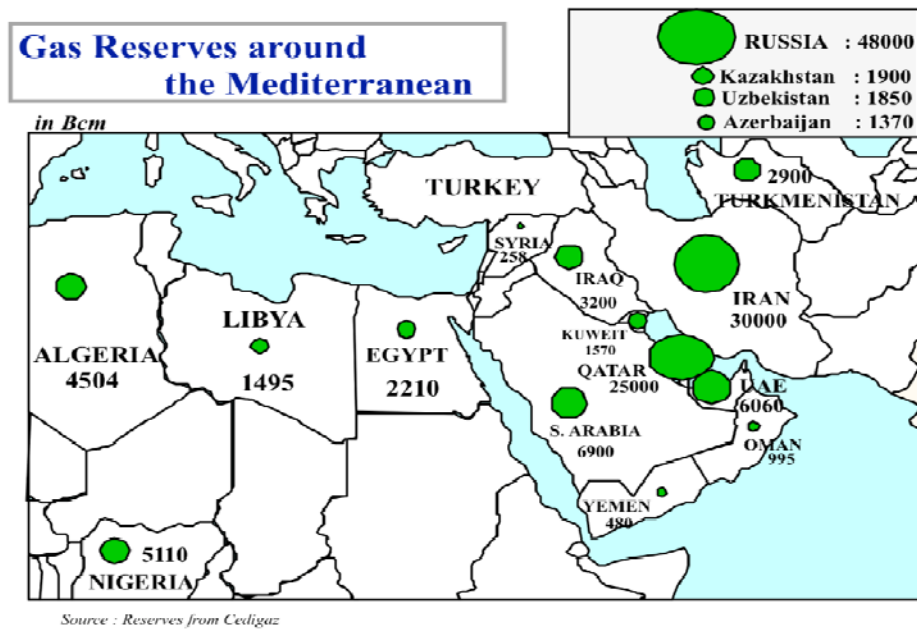 Gas Reserves around
the Mediterranean
RUSSIA : 48000
Kazakhstan : 1900
Uzbekistan : 1850
Azerbaijan : 1370
in Bcm
TURKEY
2900
TURKMENISTAN
SYRIA
258
IRAQ
3200
IRAN
30000
LIBYA
1495
ALGERIA
4504
EGYPT
2210
KUWEIT
1570
QATAR
25000
UAE
6060
S. ARABIA
6900
OMAN
995
YEMEN
480
5110
NIGERIA
Source : Reserves from Cedigaz